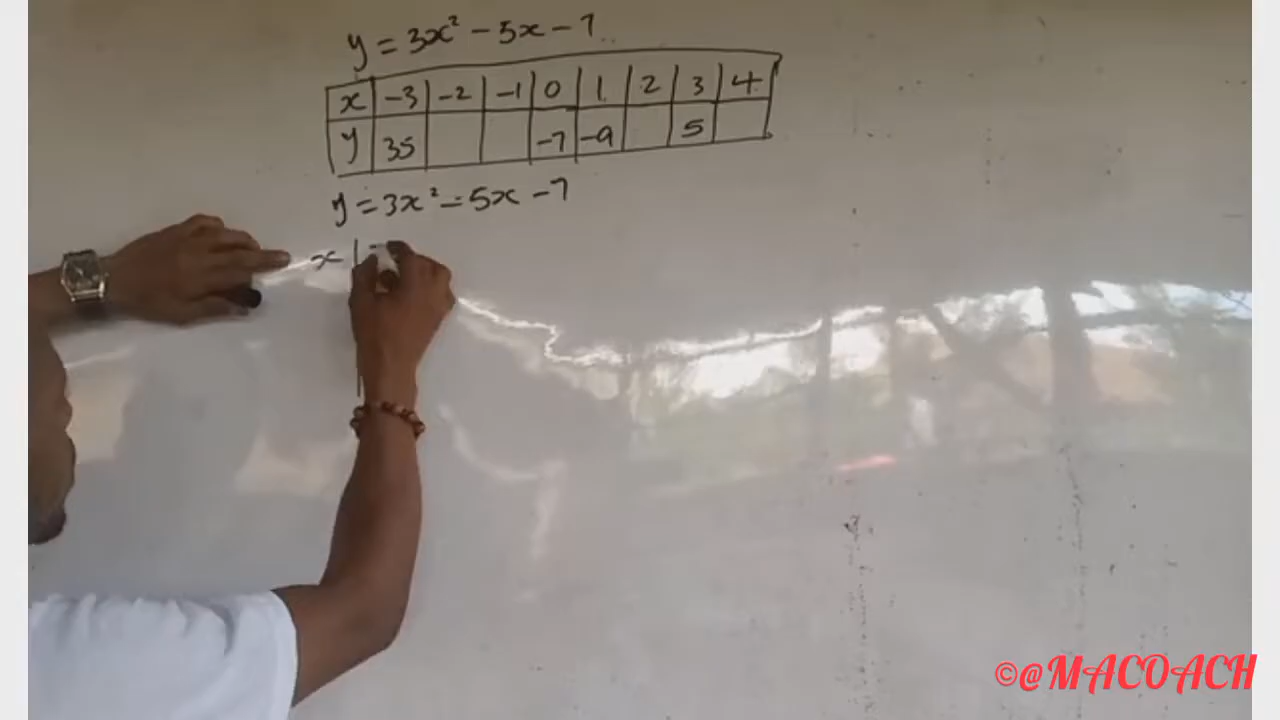 y = 3x² - 5x - 7
x -3 -2 -1 0 1 2 3 4
y 35 -7 -9 5
y = 3x² - 5x - 7
x
©@MACOACH